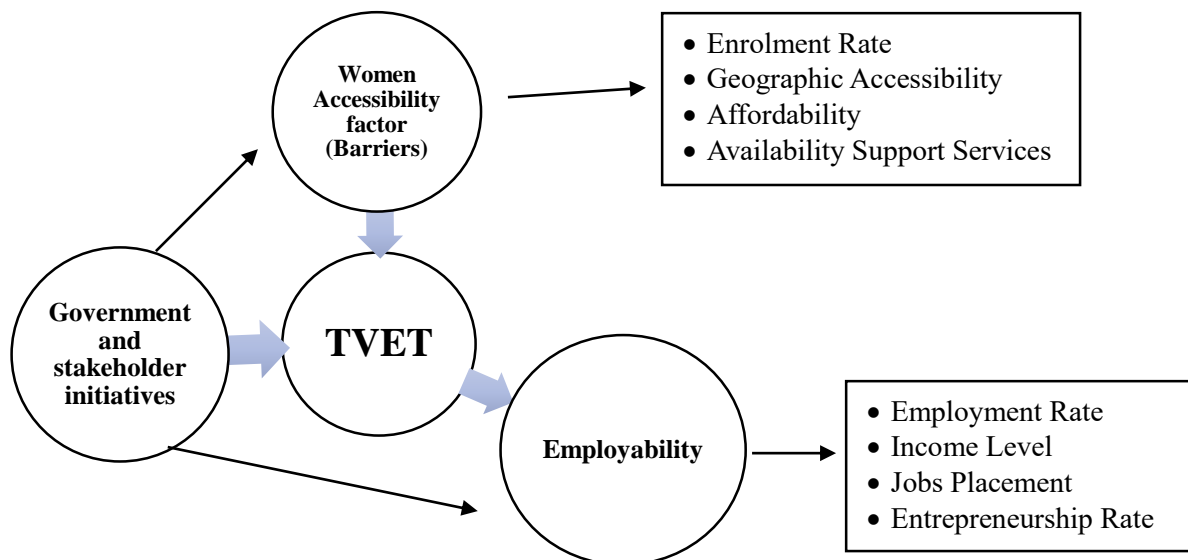 Women
Accessibility
factor
(Barriers)
• Enrolment Rate
• Geographic Accessibility
• Affordability
• Availability Support Services
Government
and
stakeholder
initiatives
TVET
Employability
• Employment Rate
• Income Level
• Jobs Placement
• Entrepreneurship Rate